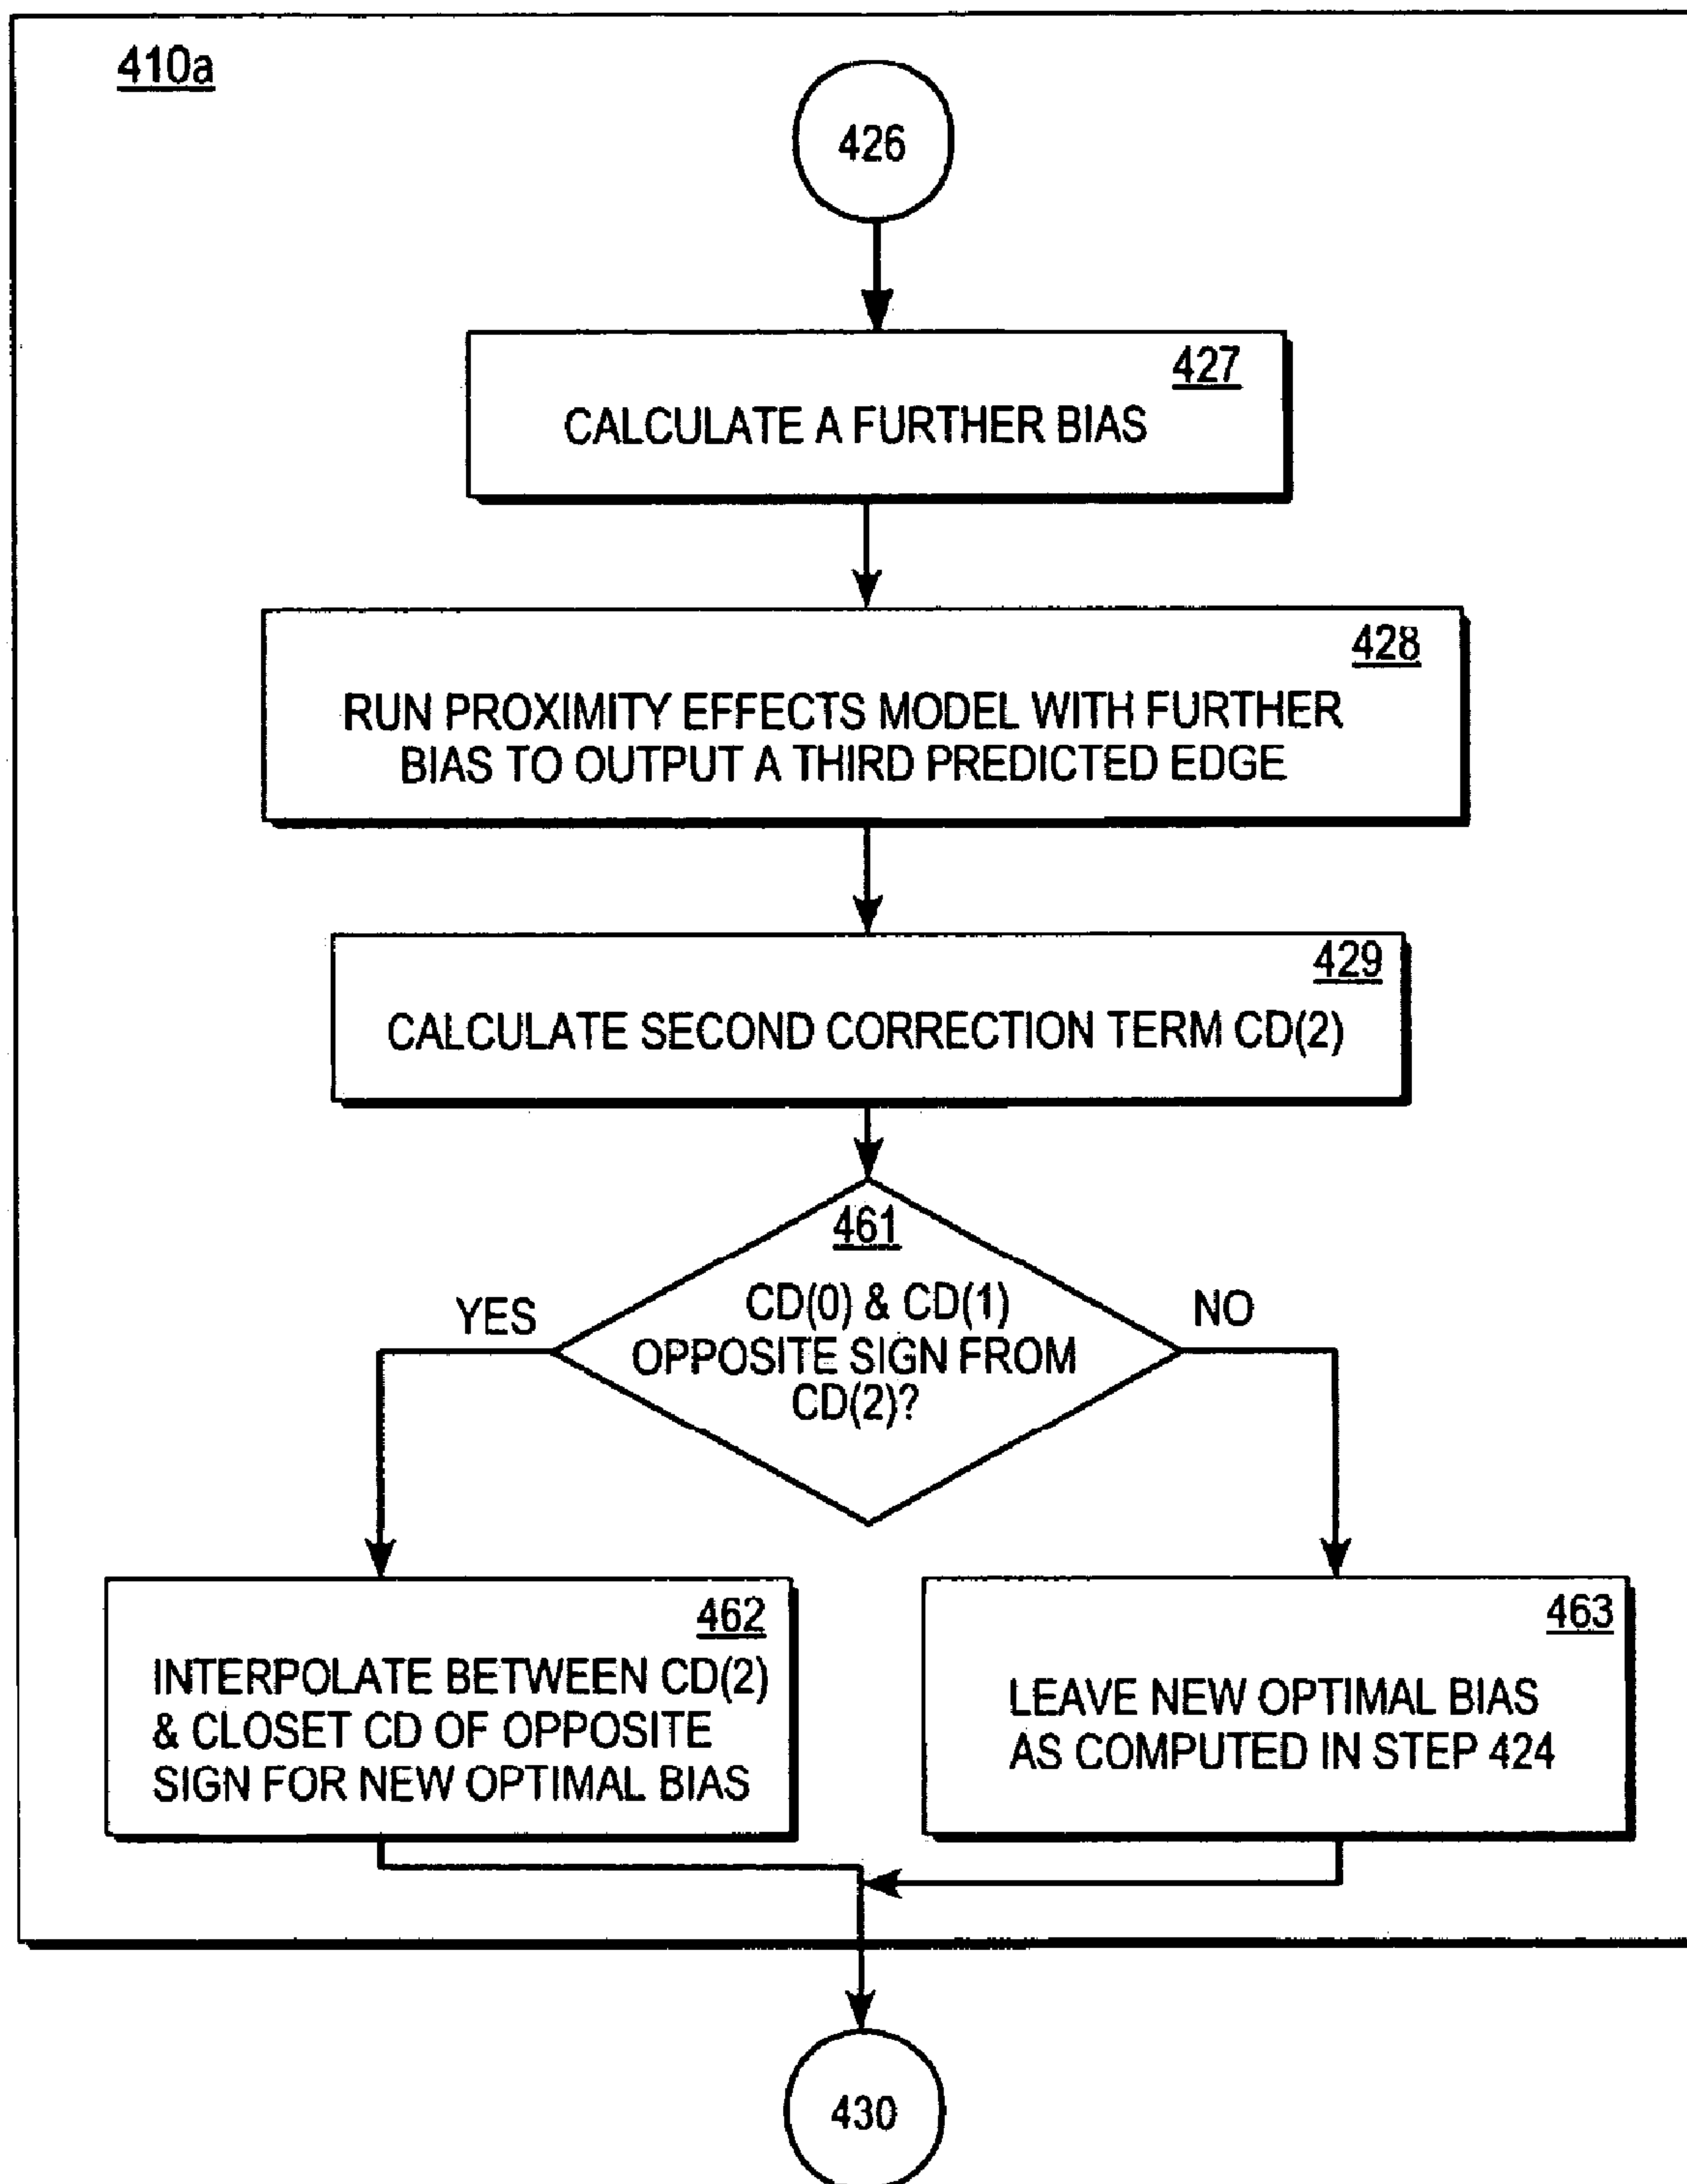 410a
426
427
CALCULATE A FURTHER BIAS
428
RUN PROXIMITY EFFECTS MODEL WITH FURTHER
BIAS TO OUTPUT A THIRD PREDICTED EDGE
429
CALCULATE SECOND CORRECTION TERM CD(2)
461
CD(0) & CD(1)
OPPOSITE SIGN FROM
CD(2)?
YES
NO
462
INTERPOLATE BETWEEN CD(2)
& CLOSET CD OF OPPOSITE
SIGN FOR NEW OPTIMAL BIAS
463
LEAVE NEW OPTIMAL BIAS
AS COMPUTED IN STEP 424
430